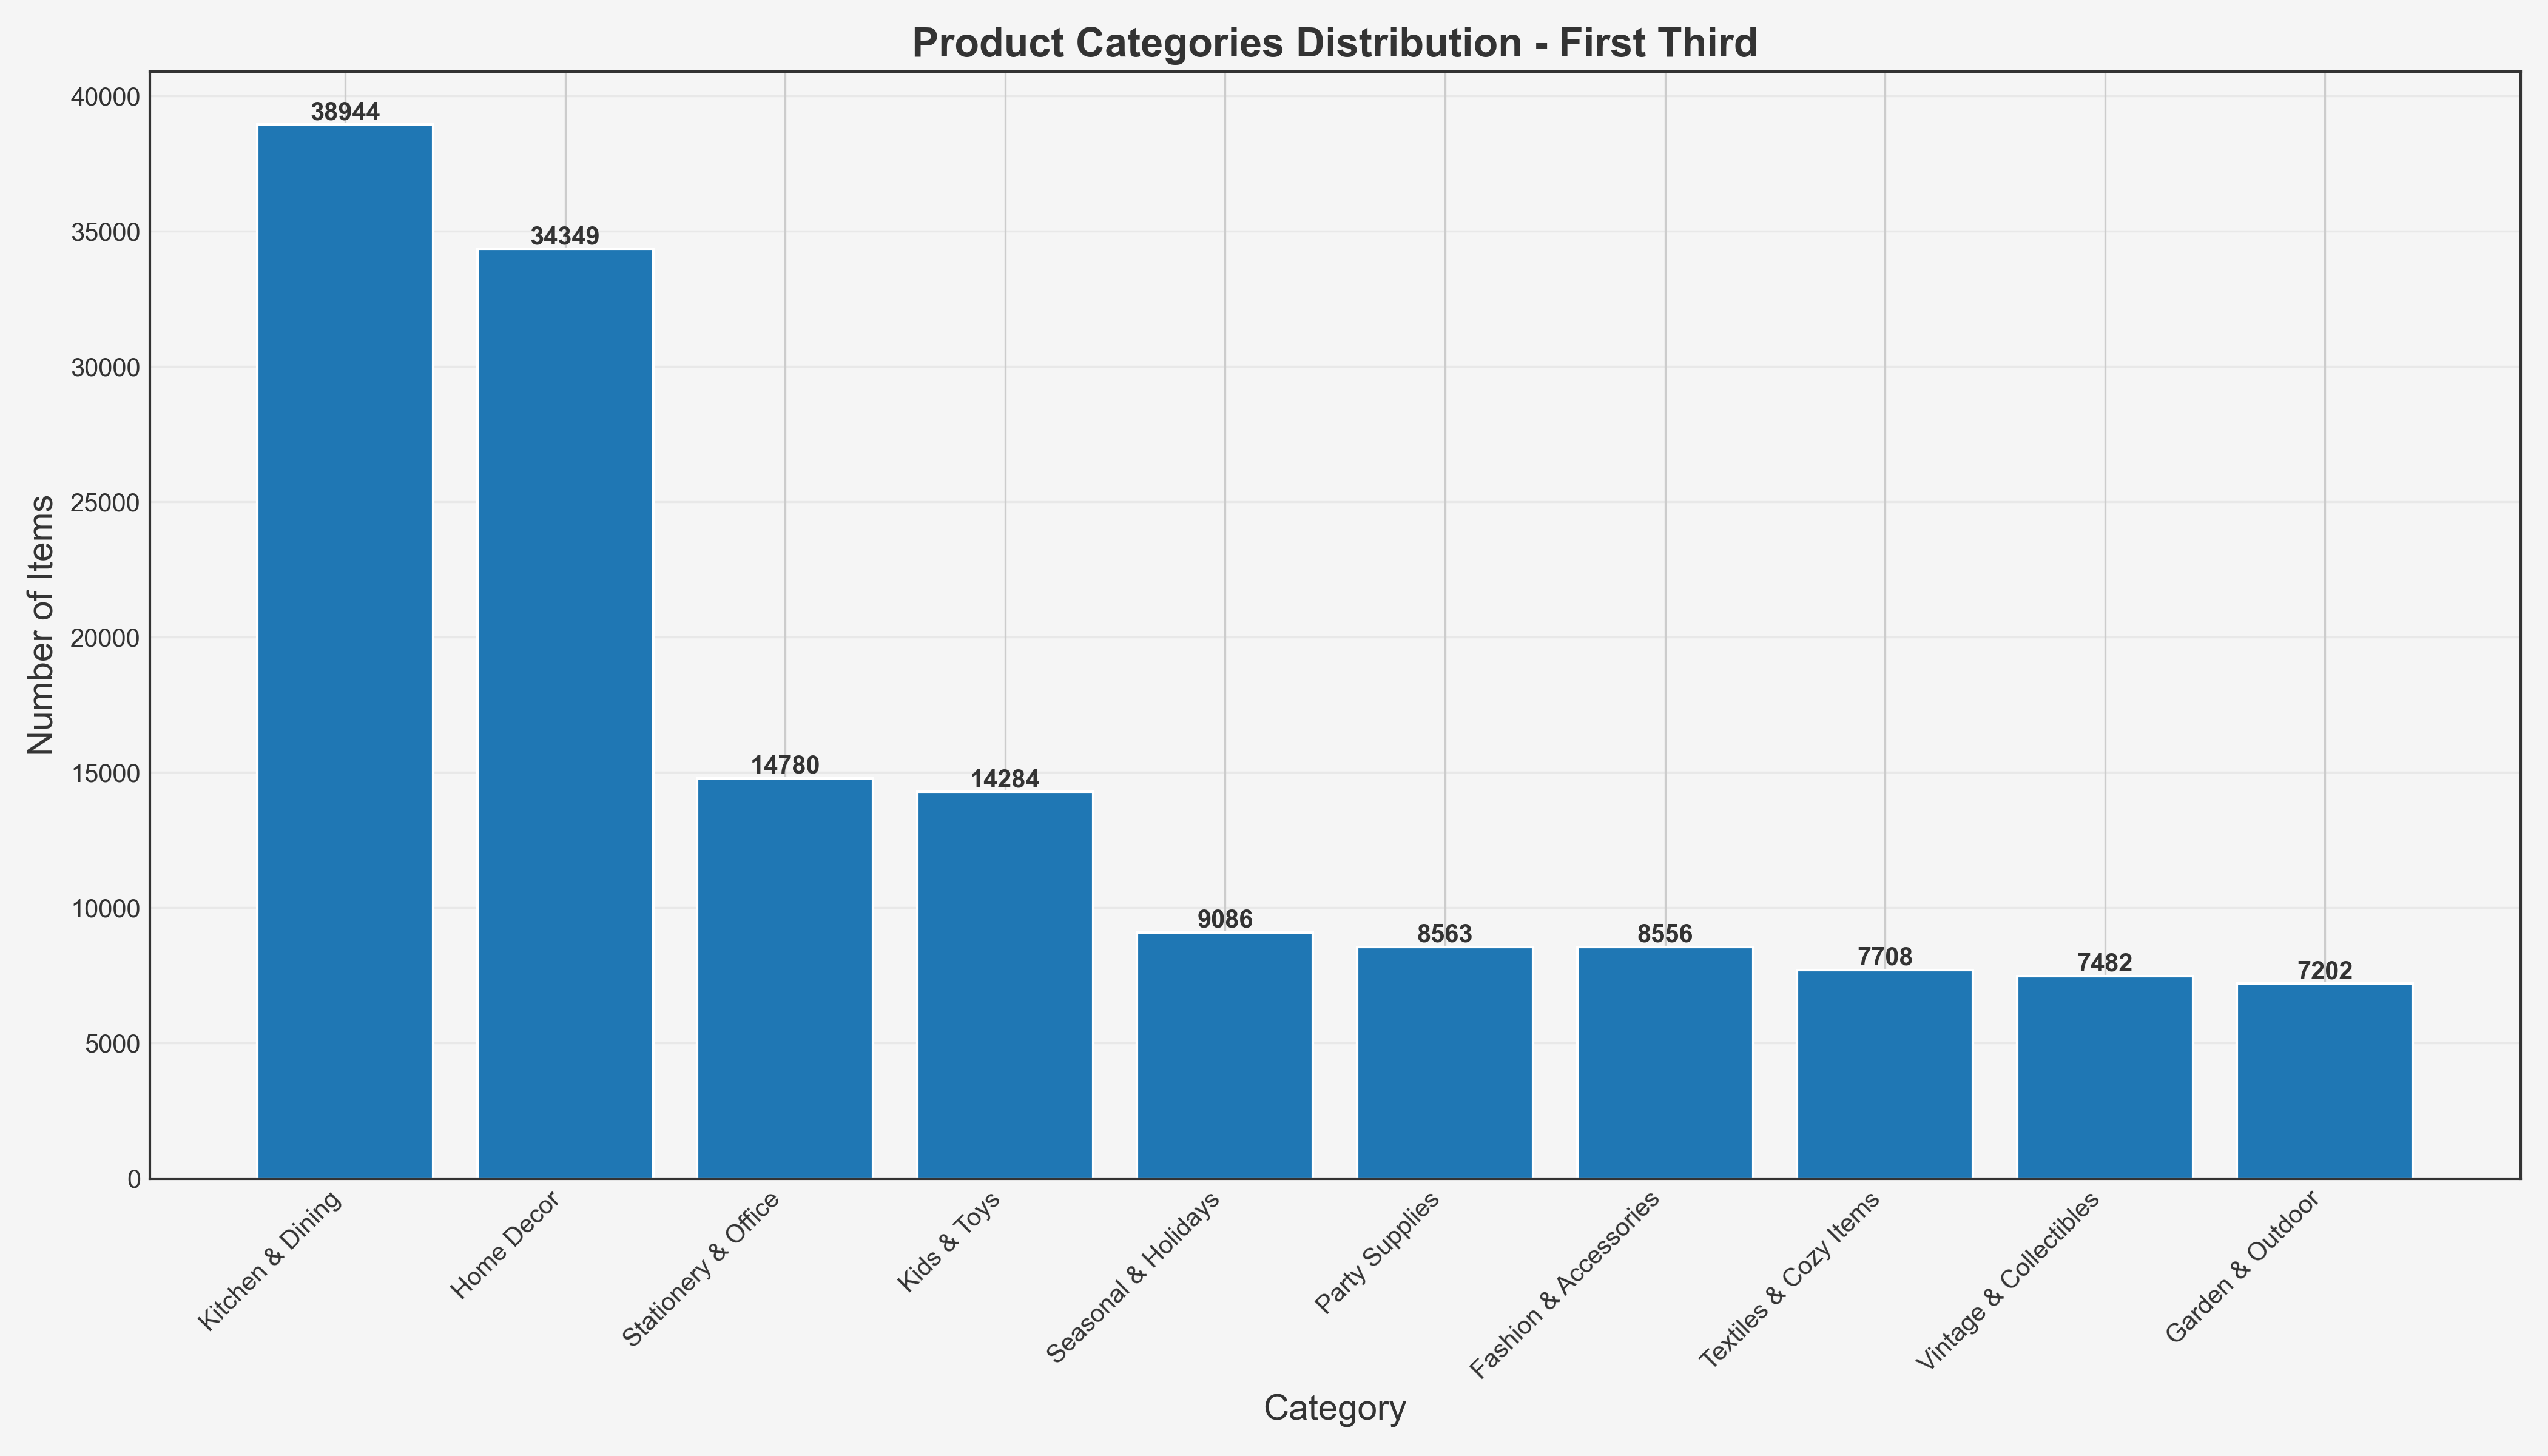 Product Categories Distribution - First Third
Number of Items
40000
35000
30000
25000
20000
15000
10000
5000
0
38944
34349
14780
14284
9086
8563
8556
7708
7482
7202
Kitchen & Dining
Home Decor
Stationery & Office
Kids & Toys
Seasonal & Holidays
Party Supplies
Fashion & Accessories
Textiles & Cozy Items
Vintage & Collectibles
Garden & Outdoor
Category